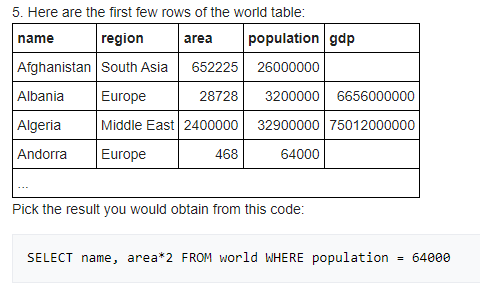 5. Here are the first few rows of the world table:
name region area population gdp
Afghanistan South Asia 652225 26000000
Albania Europe 28728 3200000 6656000000
Algeria Middle East 2400000 32900000 75012000000
Andorra Europe 468 64000
...
Pick the result you would obtain from this code:
SELECT name, area*2 FROM world WHERE population = 64000